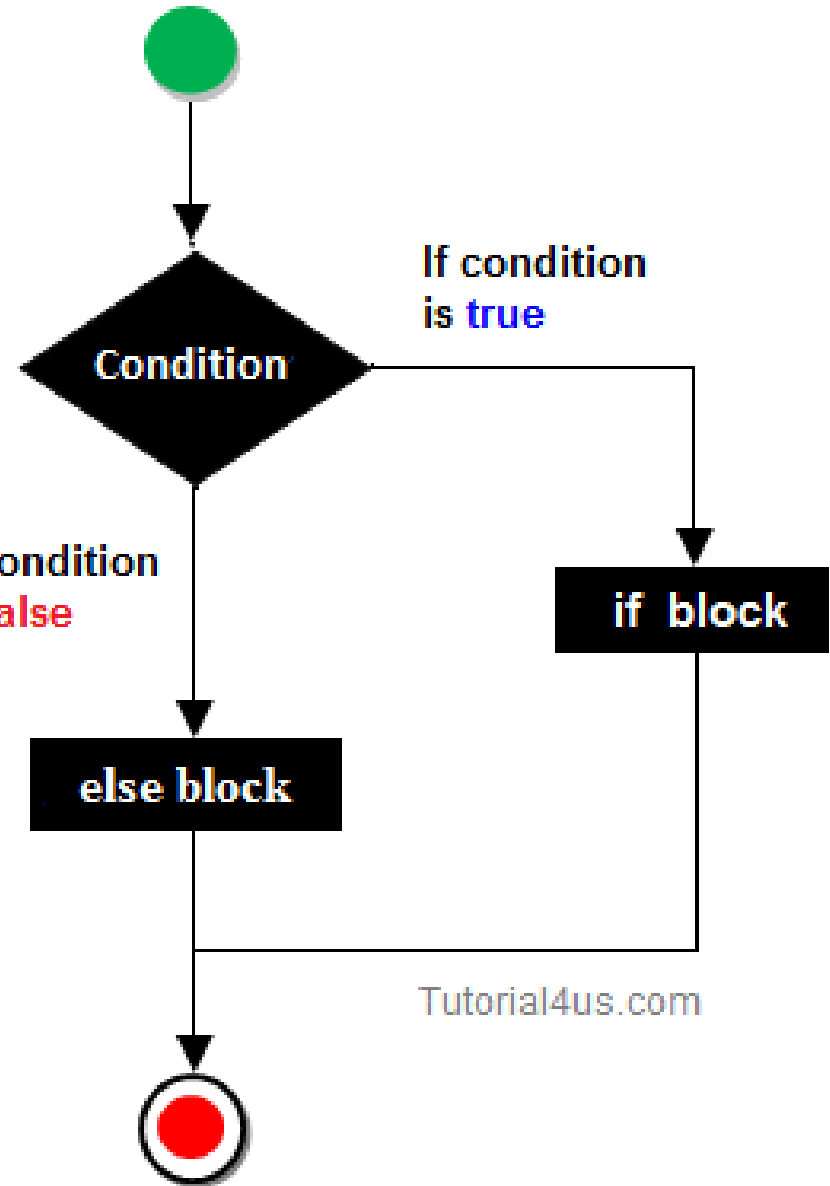 If condition
is true
Condition
ondition
alse
if block
else block
Tutorial4us.com